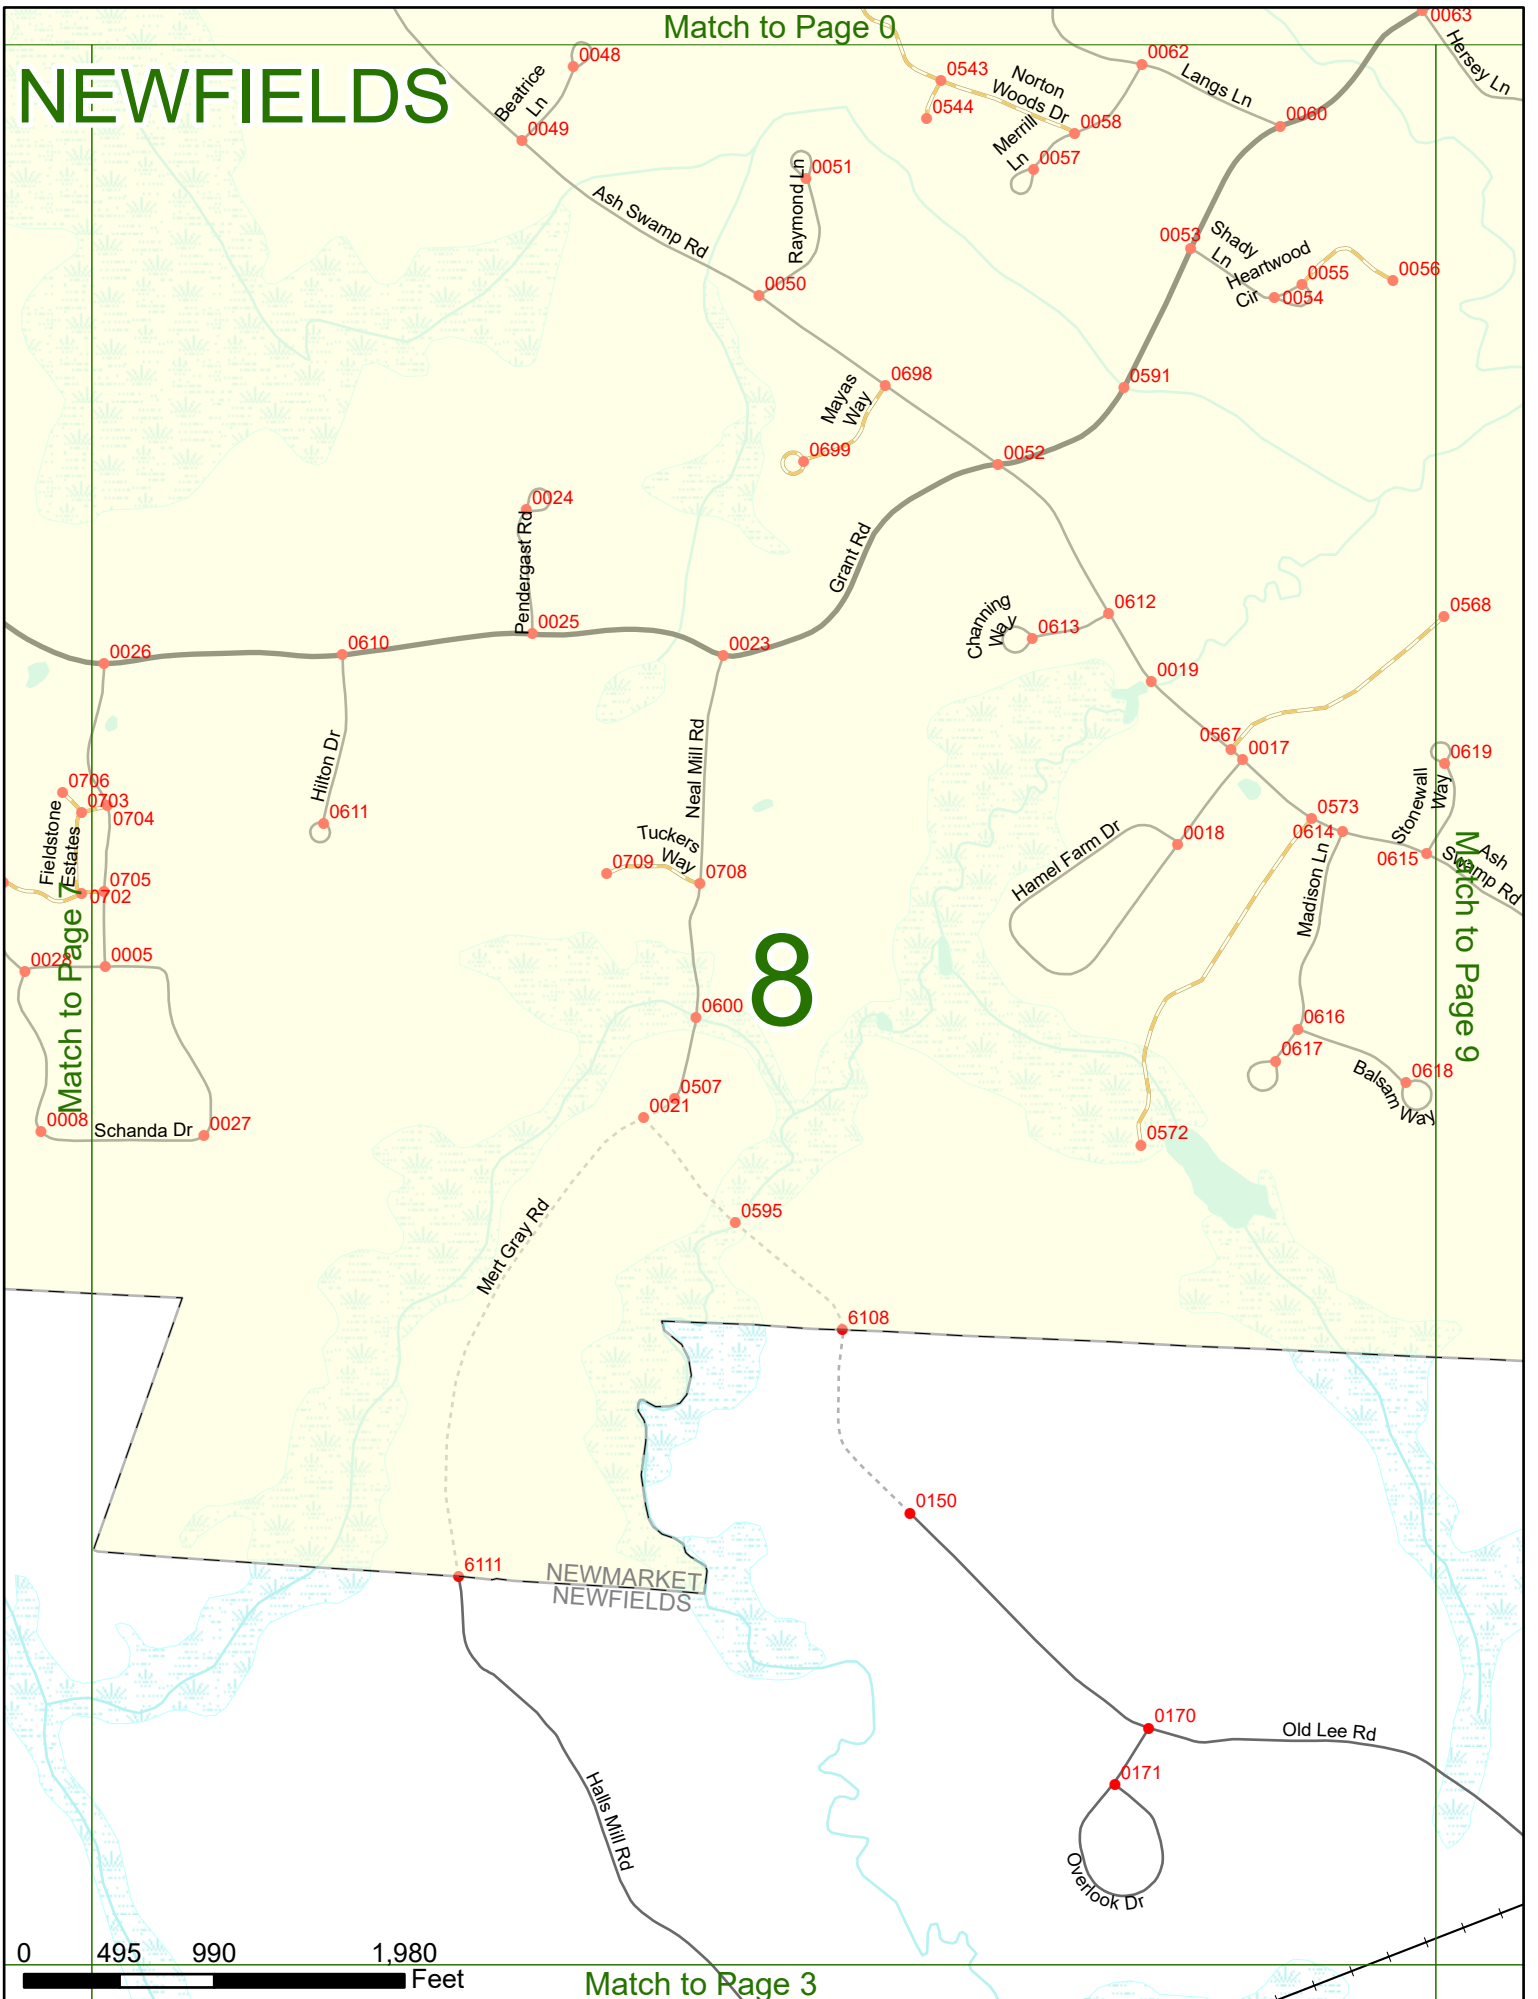 Match to Page 0
NEWFIELDS
0063
Hersey Ln
0048
0062
Langs Ln
0543
Norton
Woods Dr
0544
0058
0060
Beatrice
Ln
0049
Merrill
Ln
0057
0051
Raymond Ln
Ash Swamp Rd
0053
Shady
Ln
Heartwood
Cir
0055
0056
0054
0050
0698
0591
Mayas
Way
0699
0052
0024
Pendergast Rd
Grant Rd
0025
0612
Channing
Way
0613
0568
0026
0610
0023
0019
0567
0017
Hilton Dr
Neal Mill Rd
0619
Stonewall
Way
0706
0703
0704
0611
0573
0614
Fieldstone
Estates
Tuckers
Way
0709
0708
Hamel Farm Dr
0018
0615
Ash
Swamp Rd
Madison Ln
0705
0702
Match to Page 7
Match to Page 9
8
0028
0005
0600
0616
0617
0618
Balsam Way
0507
0021
0008
Schanda Dr
0027
0572
Mert Gray Rd
0595
6108
0150
6111
NEWMARKET
NEWFIELDS
0170
Old Lee Rd
0171
Halls Mill Rd
Overlook Dr
0 495 990 1,980
Feet
Match to Page 3